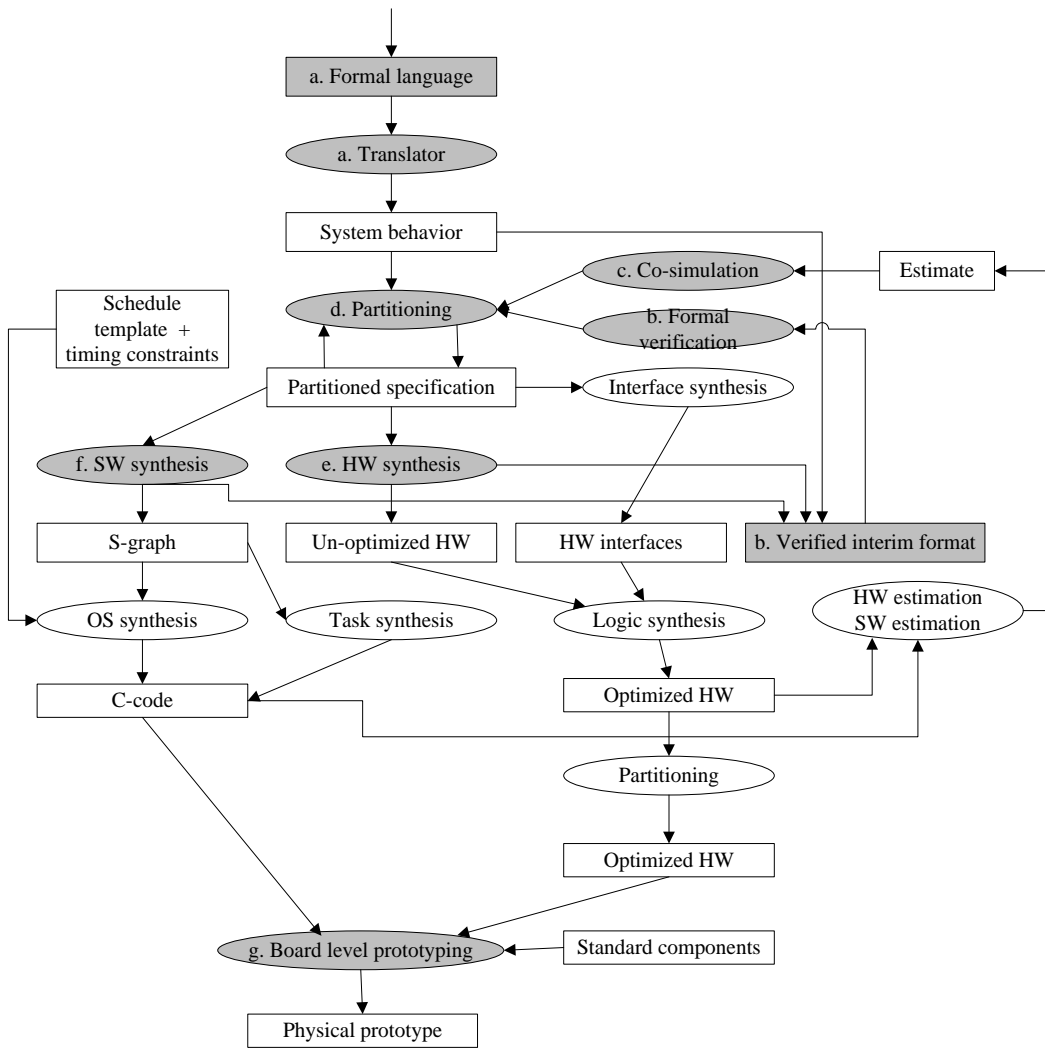 a. Formal language
a. Translator
System behavior
c. Co-simulation
Estimate
Schedule
template  +
timing constraints
d. Partitioning
b. Formal
verification
Partitioned specification
Interface synthesis
f. SW synthesis
e. HW synthesis
S-graph
Un-optimized HW
HW interfaces
b. Verified interim format
OS synthesis
Task synthesis
Logic synthesis
HW estimation
SW estimation
C-code
Optimized HW
Partitioning
Optimized HW
g. Board level prototyping
Standard components
Physical prototype